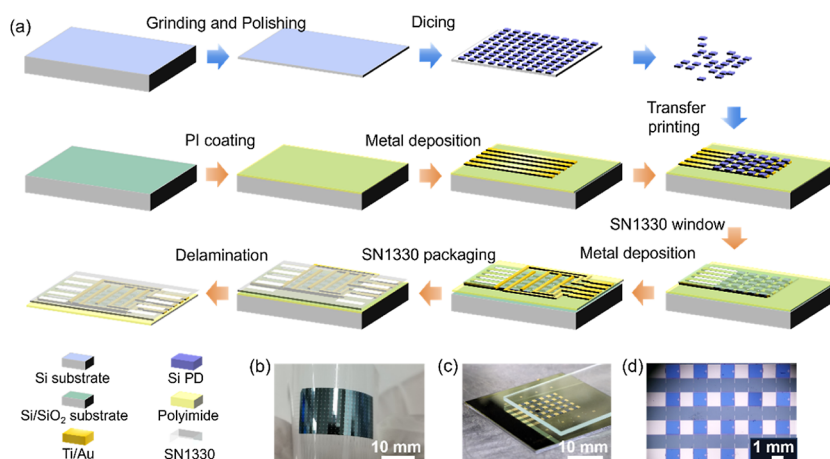 (a)
Grinding and Polishing
Dicing
PI coating
Metal deposition
Transfer
printing
SN1330 window
Delamination
SN1330 packaging
Metal deposition
Si substrate
Si PD
Si/SiO₂ substrate
Polyimide
Ti/Au
SN1330
(b)
10 mm
(c)
10 mm
(d)
1 mm